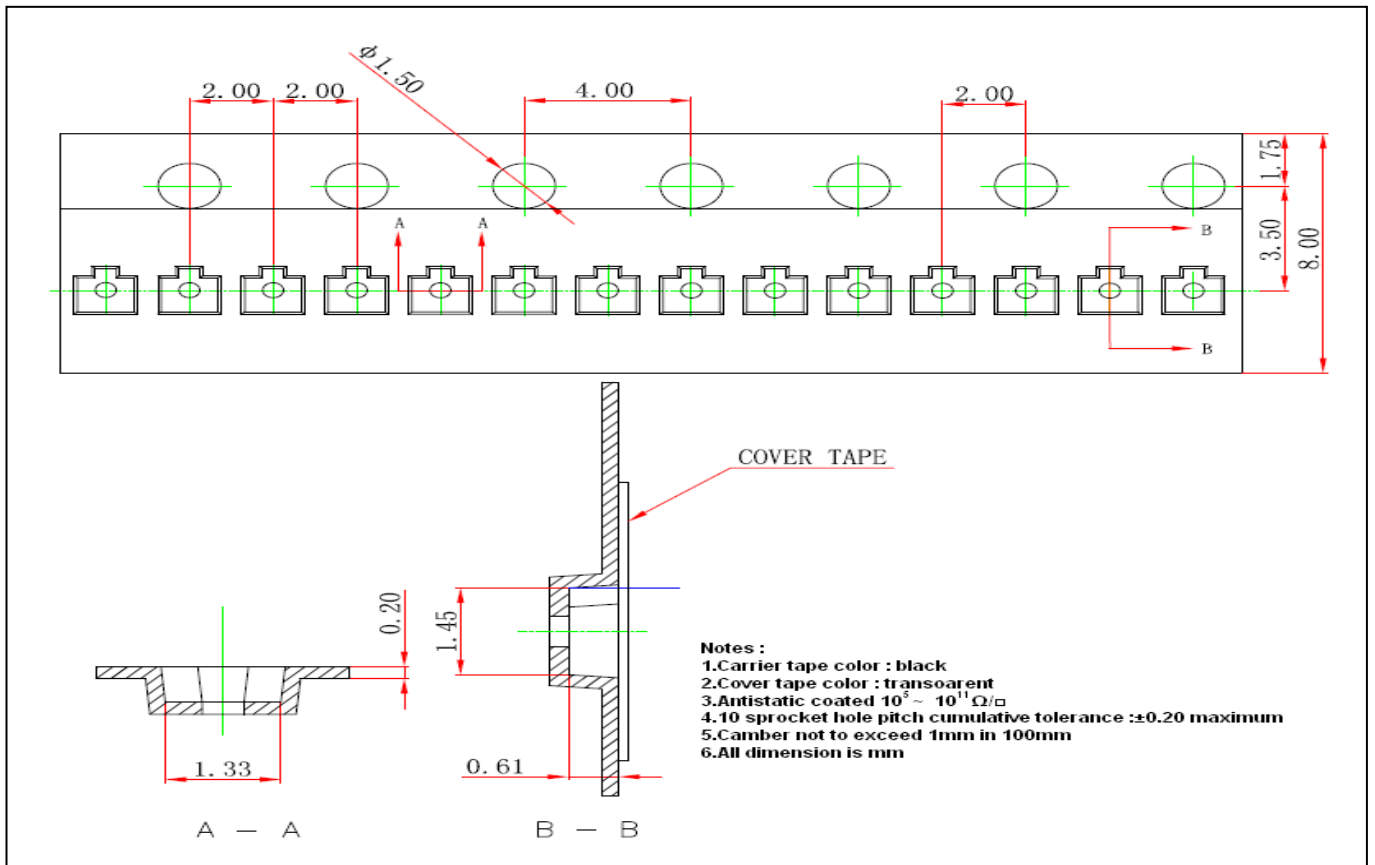 2.00
2.00
ϕ1.50
4.00
2.00
1.75
3.50
8.00
A
A
B
B
COVER TAPE
0.20
1.33
A — A
1.45
0.61
B — B
Notes :
1.Carrier tape color : black
2.Cover tape color : transoarent
3.Antistatic coated 10⁵ ~ 10¹¹ Ω/□
4.10 sprocket hole pitch cumulative tolerance :±0.20 maximum
5.Camber not to exceed 1mm in 100mm
6.All dimension is mm